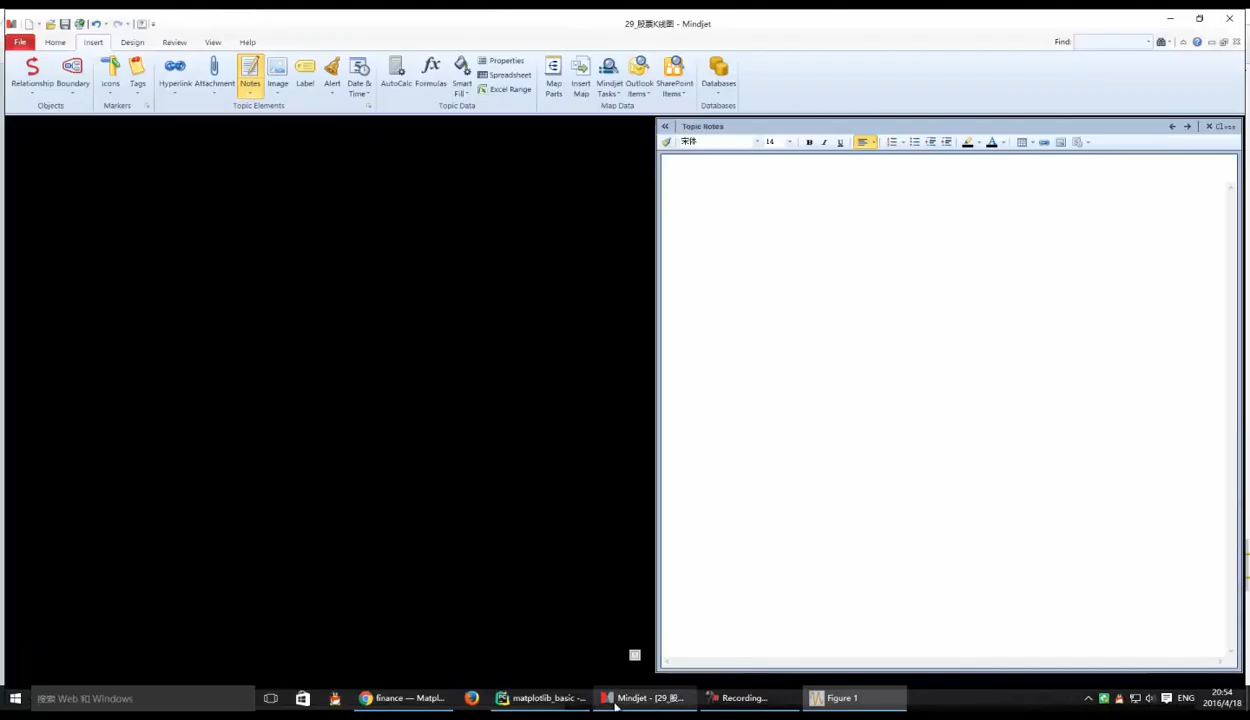 29_股票K线图 - Mindjet
File Home Insert Design Review View Help Find:
Relationship Boundary Icons Tags Hyperlink Attachment Notes Image Label Alert Date & Time AutoCalc Formulas Smart Fill Properties Spreadsheet Excel Range Map Parts Insert Map Mindjet Tasks Outlook Items SharePoint Items Databases
Objects Markers Topic Elements Topic Data Map Data Databases
Topic Notes Close
宋体 14 B I U A
搜索 Web 和 Windows
finance — Matpl...
matplotlib_basic -...
Mindjet - [29_股...
Recording...
Figure 1
ENG
20:54
2016/4/18